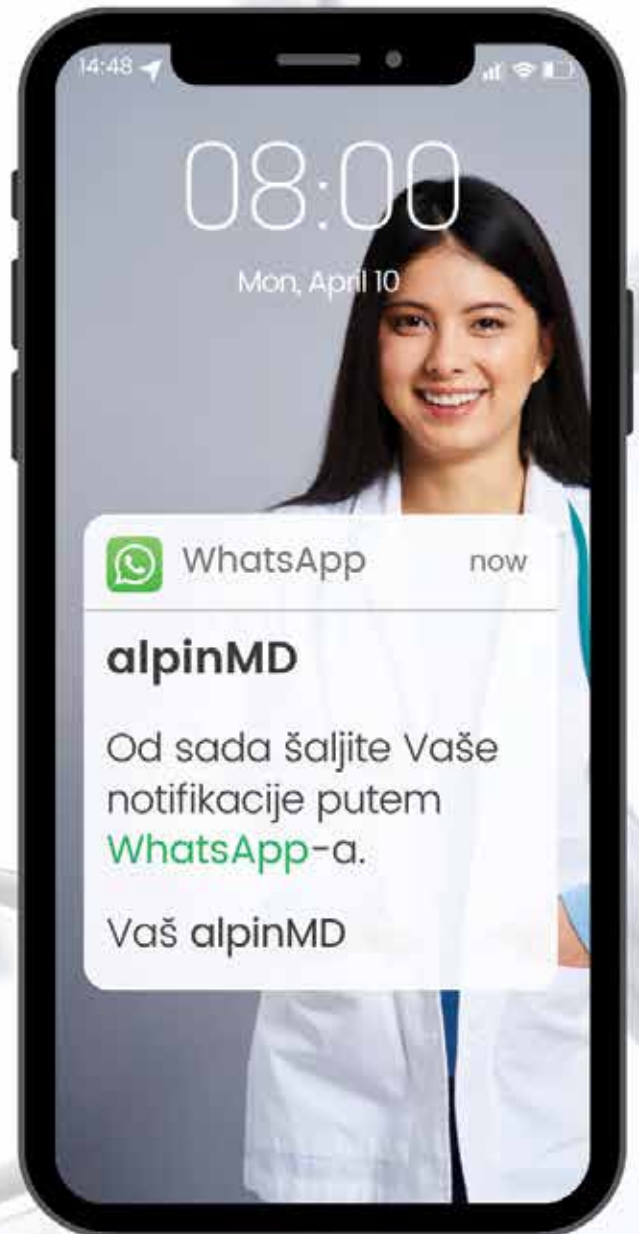 14:48
08:00
Mon, April 10
WhatsApp now
alpinMD
Od sada šaljite Vaše
notifikacije putem
WhatsApp-a.
Vaš alpinMD